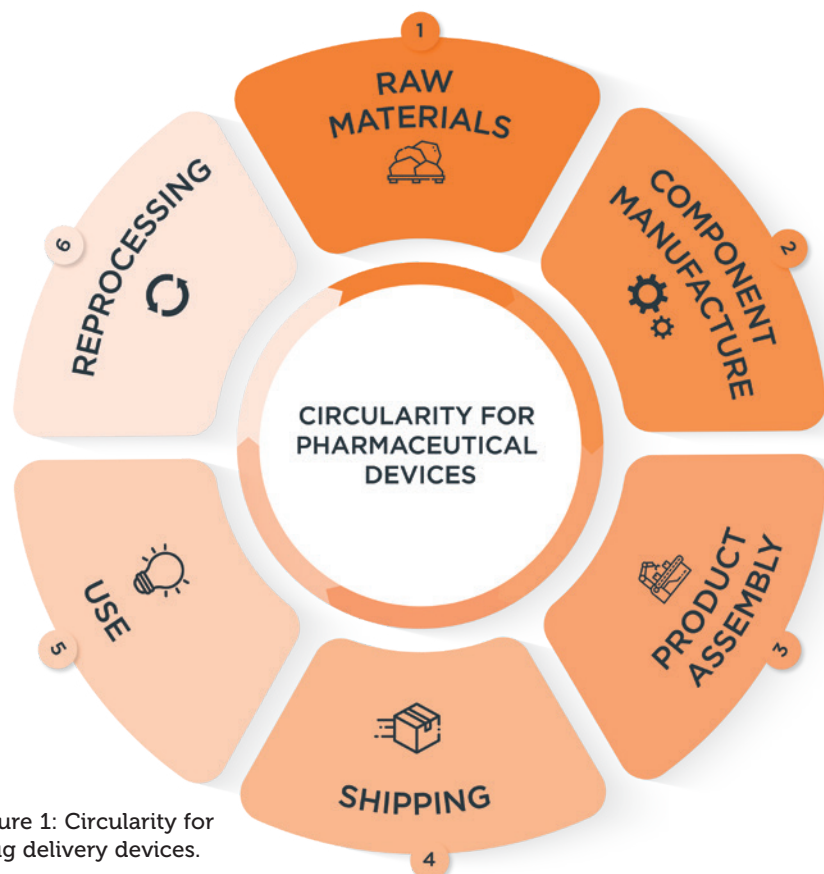 1
RAW
MATERIALS
2
COMPONENT
MANUFACTURE
3
PRODUCT
ASSEMBLY
4
SHIPPING
5
USE
6
REPROCESSING
CIRCULARITY FOR
PHARMACEUTICAL
DEVICES
ure 1: Circularity for
ug delivery devices.